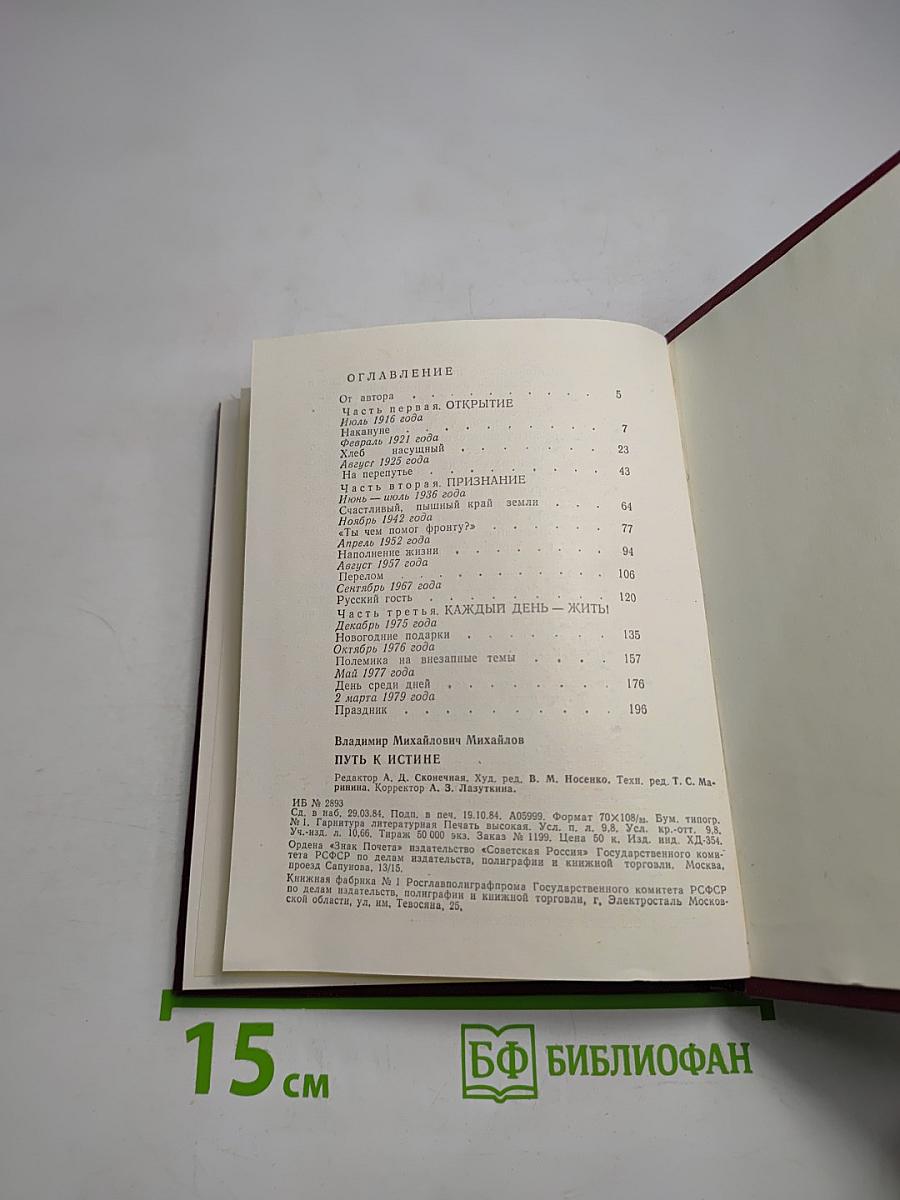 ОГЛАВЛЕНИЕ
От автора . . . . . . . . . . 5
Часть первая. ОТКРЫТИЕ
Июль 1916 года
Накануне . . . . . . . . . . 7
Февраль 1921 года
Хлеб насущный . . . . . . . 23
Август 1925 года
На перепутье . . . . . . . . . 43
Часть вторая. ПРИЗНАНИЕ
Июнь — июль 1936 года
Счастливый, пышный край земли . . . . 64
Ноябрь 1942 года
«Ты чем помог фронту?» . . . . . 77
Апрель 1952 года
Наполнение жизни . . . . . . . . 94
Август 1957 года
Перелом . . . . . . . . . . 106
Сентябрь 1967 года
Русский гость . . . . . . . . . 120
Часть третья. КАЖДЫЙ ДЕНЬ — ЖИТЬ!
Декабрь 1975 года
Новогодние подарки . . . . . . . 135
Октябрь 1976 года
Полемика на внезапные темы . . . . 157
Май 1977 года
День среди дней . . . . . . . . 176
2 марта 1979 года
Праздник . . . . . . . . . . 196
Владимир Михайлович Михайлов
ПУТЬ К ИСТИНЕ
Редактор А. Д. Сконечная. Худ. ред. В. М. Носенко. Техн. ред. Т. С. Ма-
ринина. Корректор А. З. Лазуткина.
ИБ № 2893
Сд. в наб. 29.03.84. Подп. в печ. 19.10.84. А05999. Формат 70×108/32. Бум. типогр.
№ 1. Гарнитура литературная Печать высокая. Усл. п. л. 9,8. Усл. кр.-отт. 9,8.
Уч.-изд. л. 10,66. Тираж 50 000 экз. Заказ № 1199. Цена 50 к. Изд. инд. ХД-354.
Ордена «Знак Почета» издательство «Советская Россия» Государственного коми-
тета РСФСР по делам издательств, полиграфии и книжной торговли. Москва,
проезд Сапунова, 13/15.
Книжная фабрика № 1 Росглавполиграфпрома Государственного комитета РСФСР
по делам издательств, полиграфии и книжной торговли, г. Электросталь Москов-
ской области, ул. им. Тевосяна, 25.
15 см
БФ БИБЛИОФАН